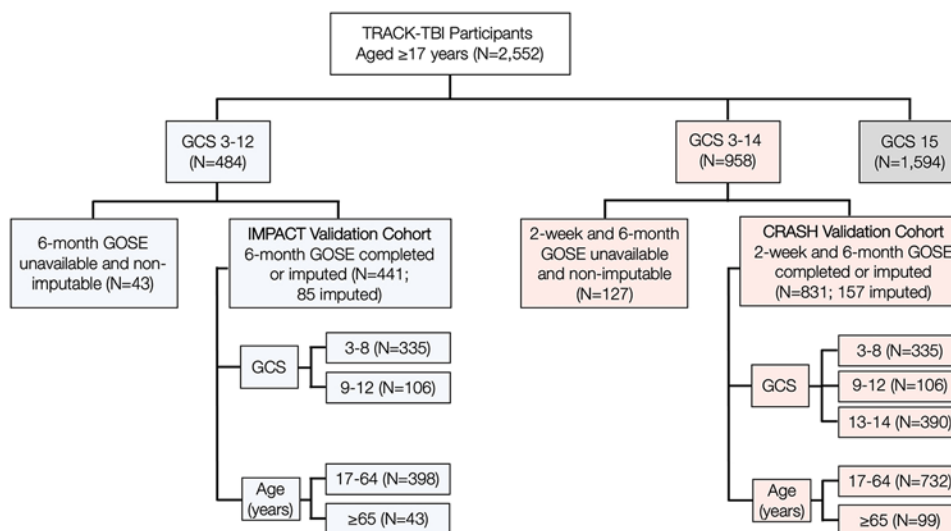 TRACK-TBI Participants
Aged ≥17 years (N=2,552)
GCS 3-12
(N=484)
GCS 3-14
(N=958)
GCS 15
(N=1,594)
6-month GOSE
unavailable and non-
imputable (N=43)
IMPACT Validation Cohort
6-month GOSE completed
or imputed (N=441;
85 imputed)
2-week and 6-month
GOSE unavailable
and non-imputable
(N=127)
CRASH Validation Cohort
2-week and 6-month GOSE
completed or imputed
(N=831; 157 imputed)
GCS
3-8 (N=335)
9-12 (N=106)
GCS
3-8 (N=335)
9-12 (N=106)
13-14 (N=390)
Age
(years)
17-64 (N=398)
≥65 (N=43)
Age
(years)
17-64 (N=732)
≥65 (N=99)